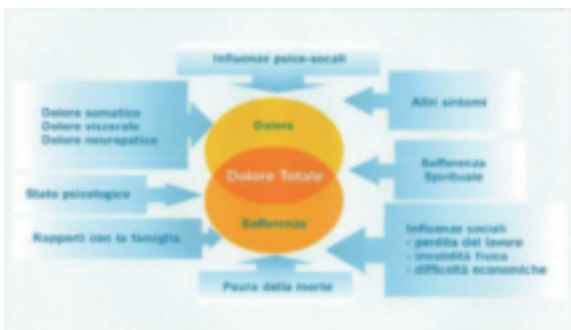 Influenze psico-socali
Dolore somatico
Dolore viscerale
Dolore neuropatico
Altri sintomi
Dolore
Dolore Totale
Sofferenza
Spirituale
Stato psicologico
Sofferenza
Rapporti con la famiglia
Influenze sociali
- perdita del lavoro
- invalidità fisica
- difficoltà economiche
Paura della morte